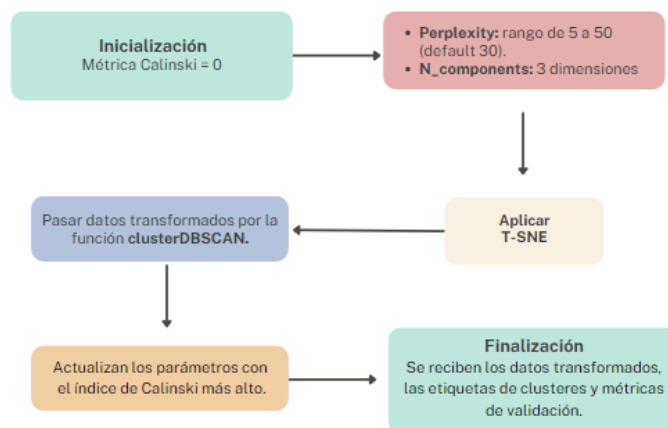 Inicialización
Métrica Calinski = 0
• Perplexity: rango de 5 a 50
(default 30).
• N_components: 3 dimensiones
Pasar datos transformados por la
función clusterDBSCAN.
Aplicar
T-SNE
Actualizan los parámetros con
el índice de Calinski más alto.
Finalización
Se reciben los datos transformados,
las etiquetas de clusteres y métricas
de validación.